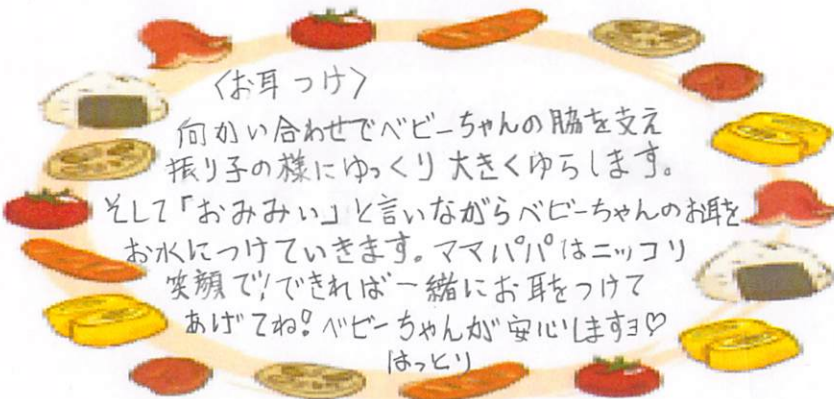 〈お耳つけ〉
向かい合わせでベビーちゃんの脇を支え
振り子の様にゆっくり大きくゆらします。
そして「おみみぃ」と言いながらベビーちゃんのお耳を
お水につけていきます。ママパパはニッコリ
笑顔で!できれば一緒にお耳をつけて
あげてね!ベビーちゃんが安心しますョ♡
はっとり